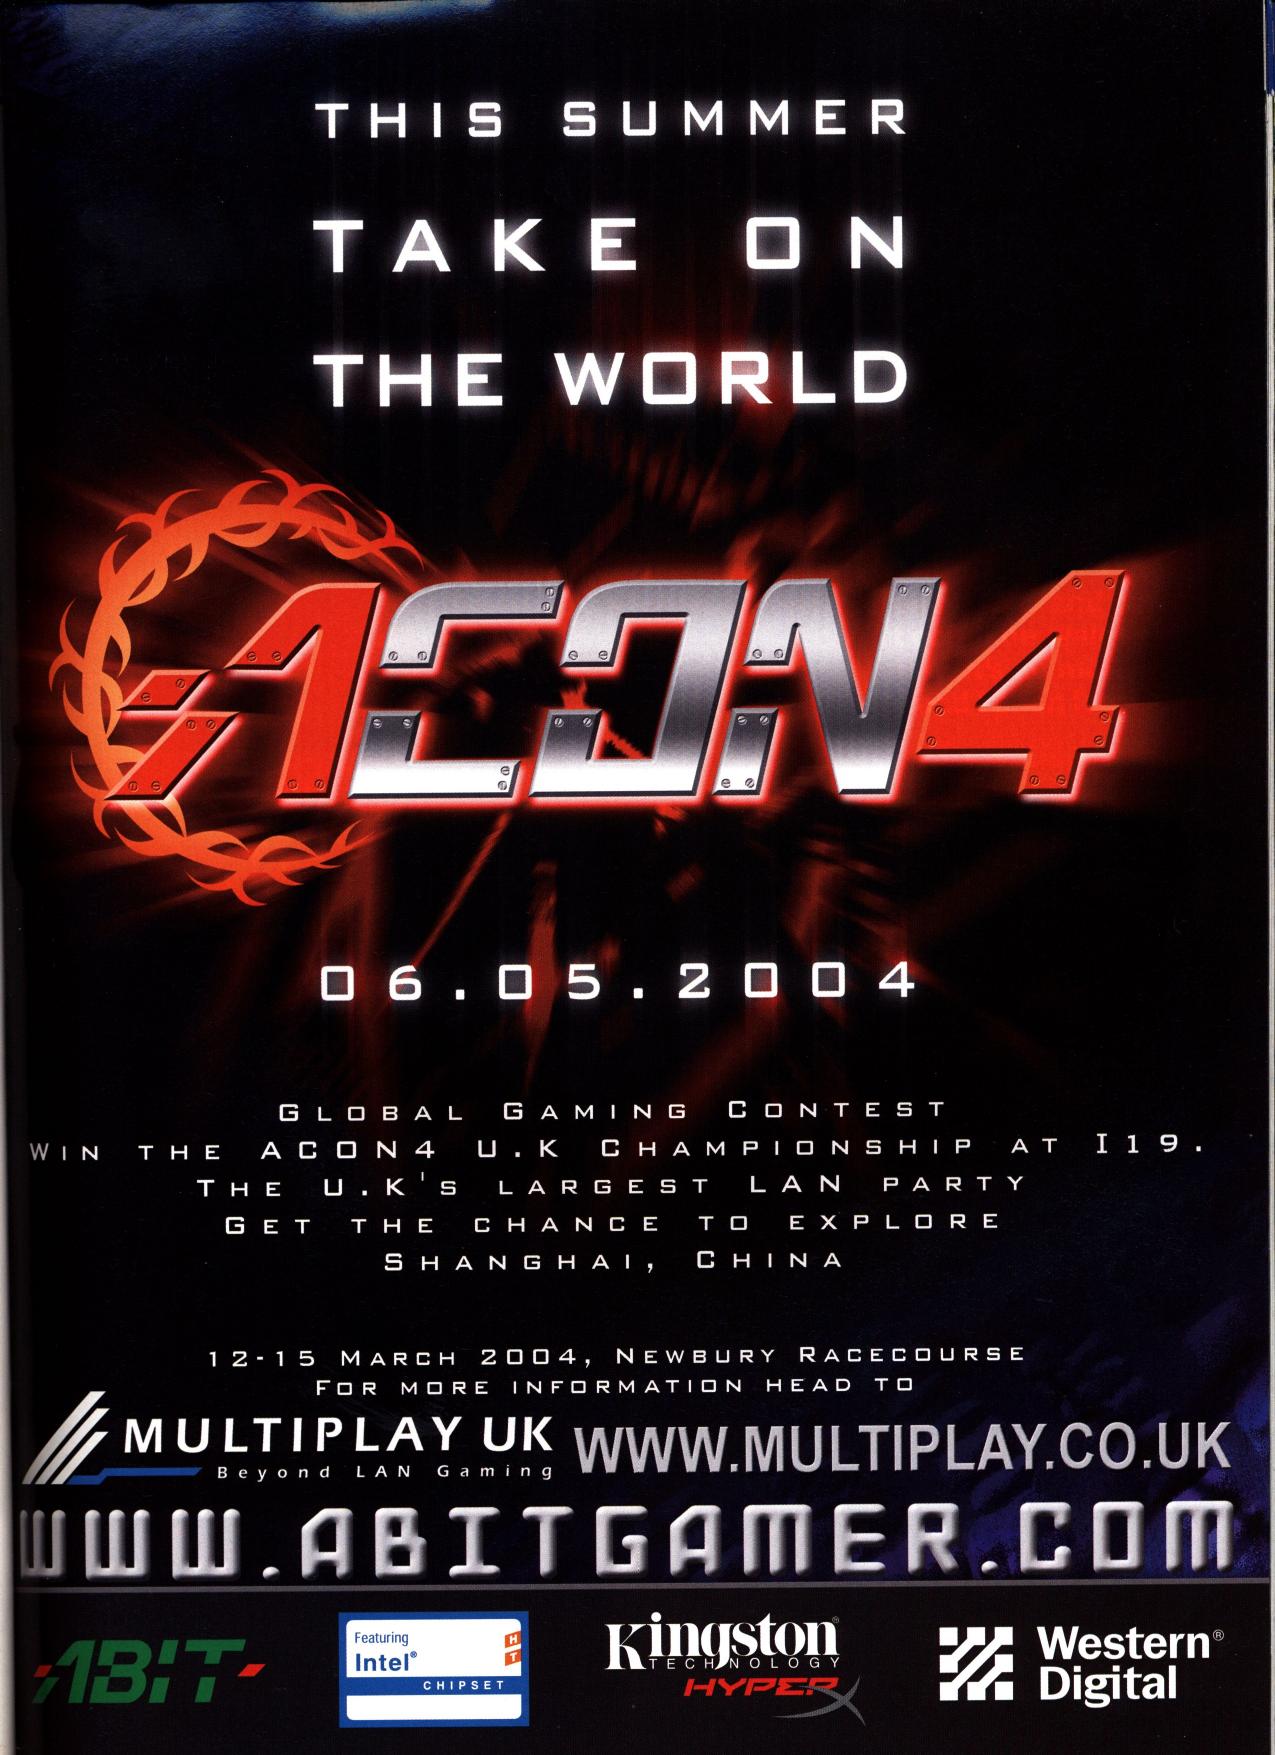 THIS SUMMER
TAKE ON
THE WORLD
ACON4
06.05.2004
GLOBAL GAMING CONTEST
WIN THE ACON4 U.K CHAMPIONSHIP AT I19.
THE U.K'S LARGEST LAN PARTY
GET THE CHANCE TO EXPLORE
SHANGHAI, CHINA
12-15 MARCH 2004, NEWBURY RACECOURSE
FOR MORE INFORMATION HEAD TO
MULTIPLAY UK
Beyond LAN Gaming
WWW.MULTIPLAY.CO.UK
WWW.ABITGAMER.COM
ABIT
Featuring
Intel®
HT
CHIPSET
Kingston®
TECHNOLOGY
HYPERX
Western®
Digital